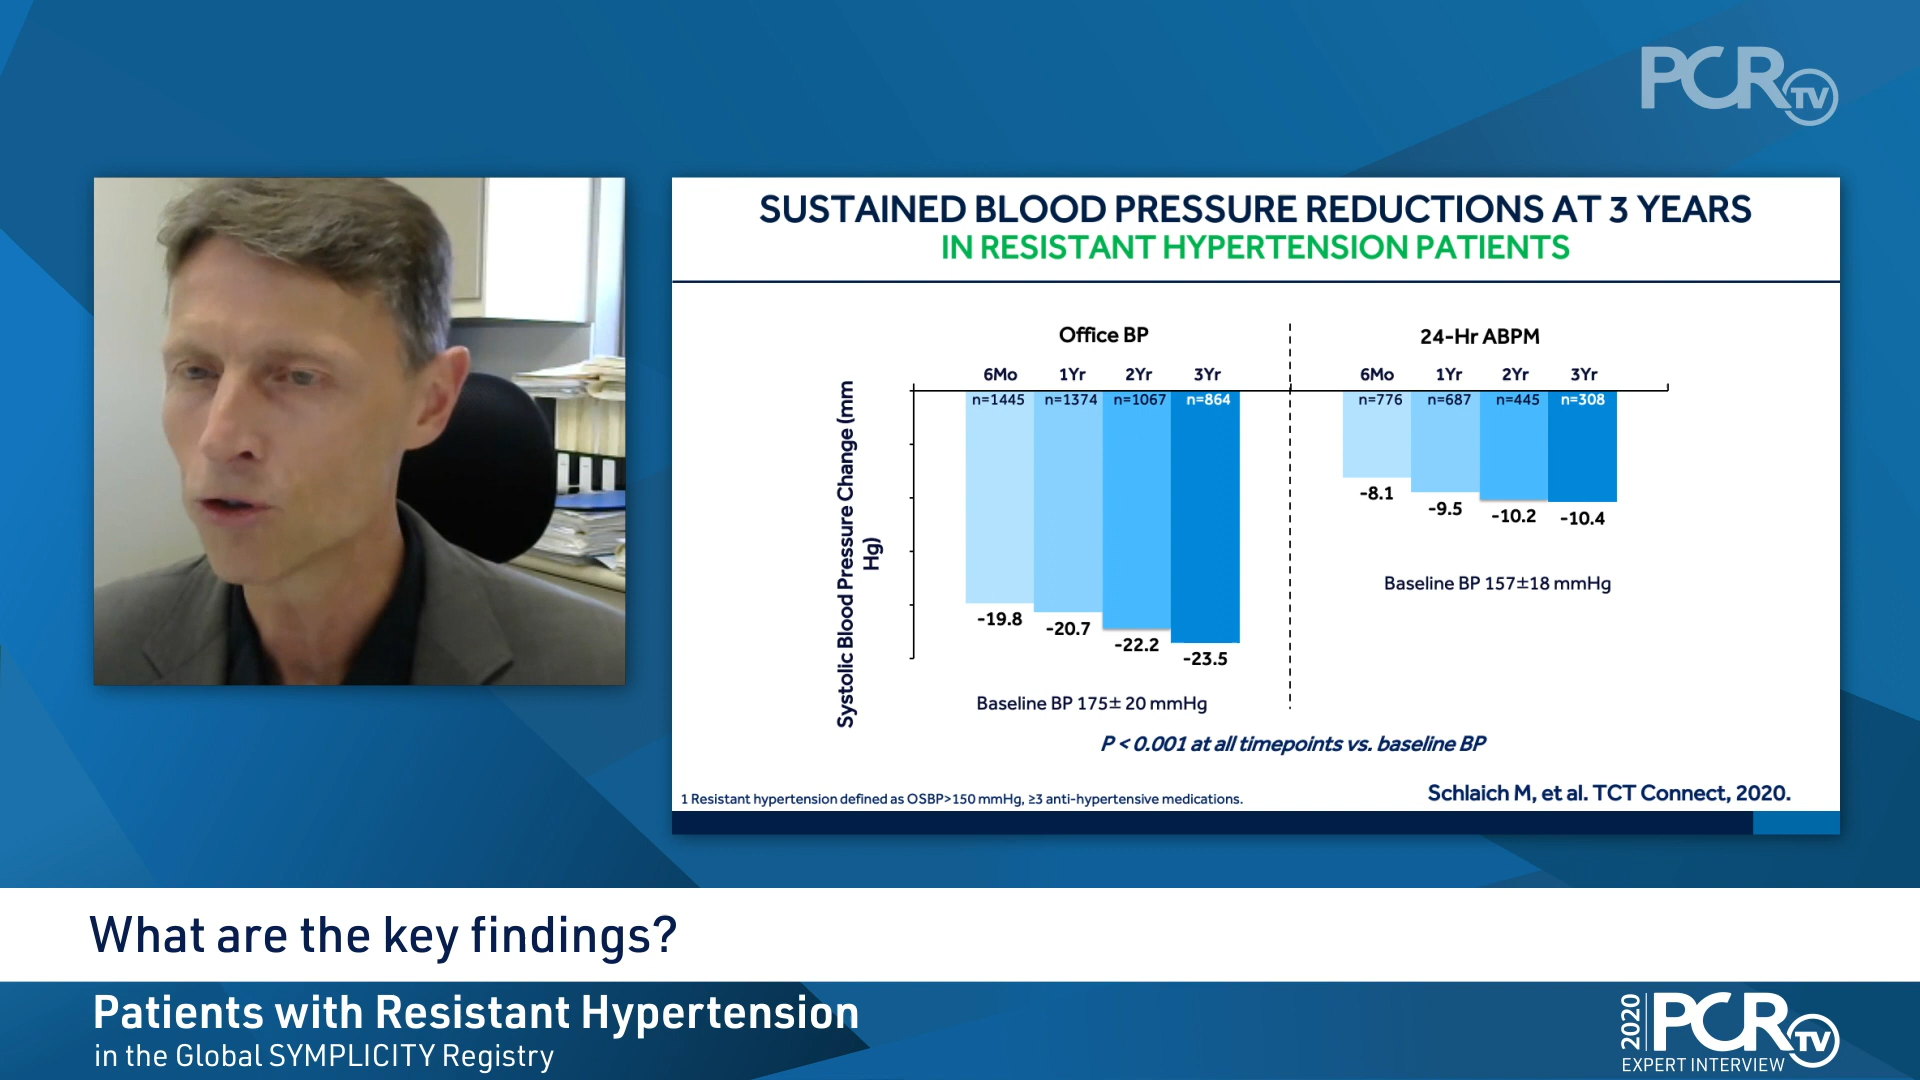 PCR TV
SUSTAINED BLOOD PRESSURE REDUCTIONS AT 3 YEARS
IN RESISTANT HYPERTENSION PATIENTS
Office BP
24-Hr ABPM
6Mo 1Yr 2Yr 3Yr
6Mo 1Yr 2Yr 3Yr
n=1445 n=1374 n=1067 n=864
n=776 n=687 n=445 n=308
Systolic Blood Pressure Change (mm
Hg)
-19.8
-20.7
-22.2
-23.5
-8.1
-9.5
-10.2
-10.4
Baseline BP 157±18 mmHg
Baseline BP 175± 20 mmHg
P < 0.001 at all timepoints vs. baseline BP
1 Resistant hypertension defined as OSBP>150 mmHg, ≥3 anti-hypertensive medications.
Schlaich M, et al. TCT Connect, 2020.
What are the key findings?
Patients with Resistant Hypertension
in the Global SYMPLICITY Registry
2020
PCR TV
EXPERT INTERVIEW